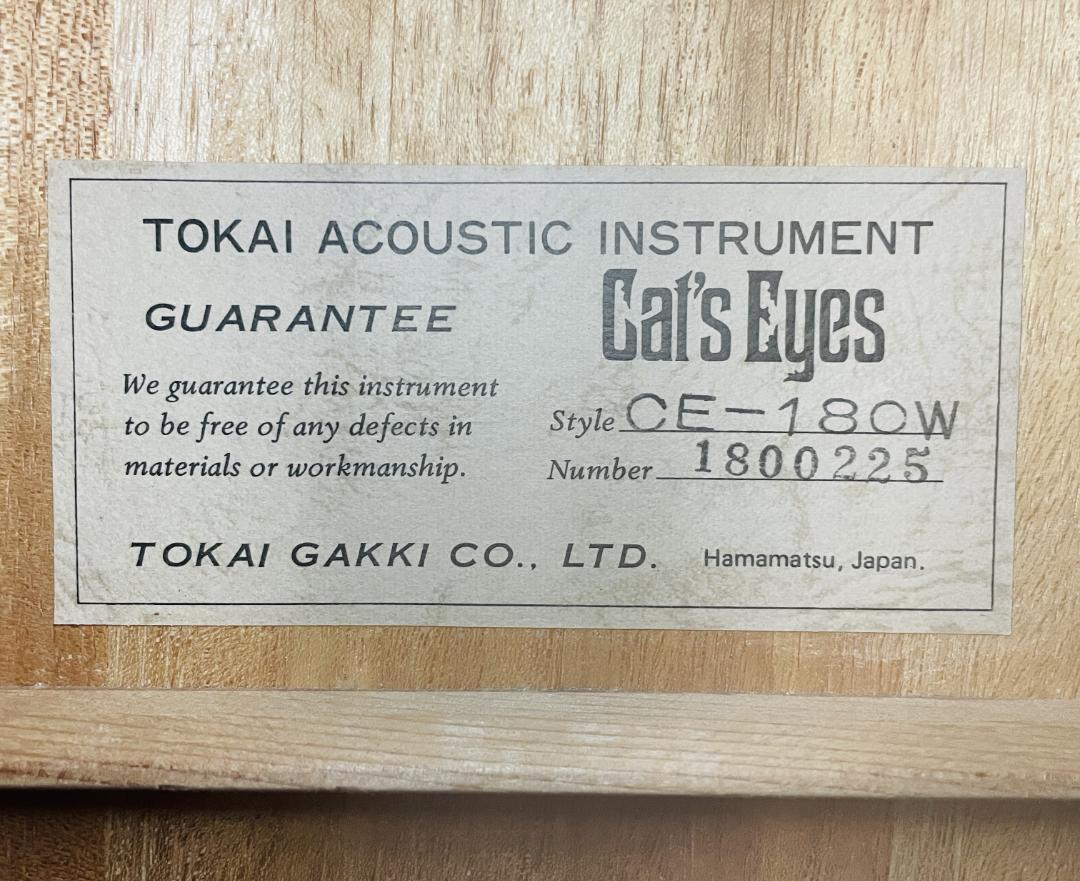 TOKAI ACOUSTIC INSTRUMENT
GUARANTEE
Cat's Eyes
We guarantee this instrument
to be free of any defects in
materials or workmanship.
Style CE-180W
Number 1800225
TOKAI GAKKI CO., LTD. Hamamatsu, Japan.